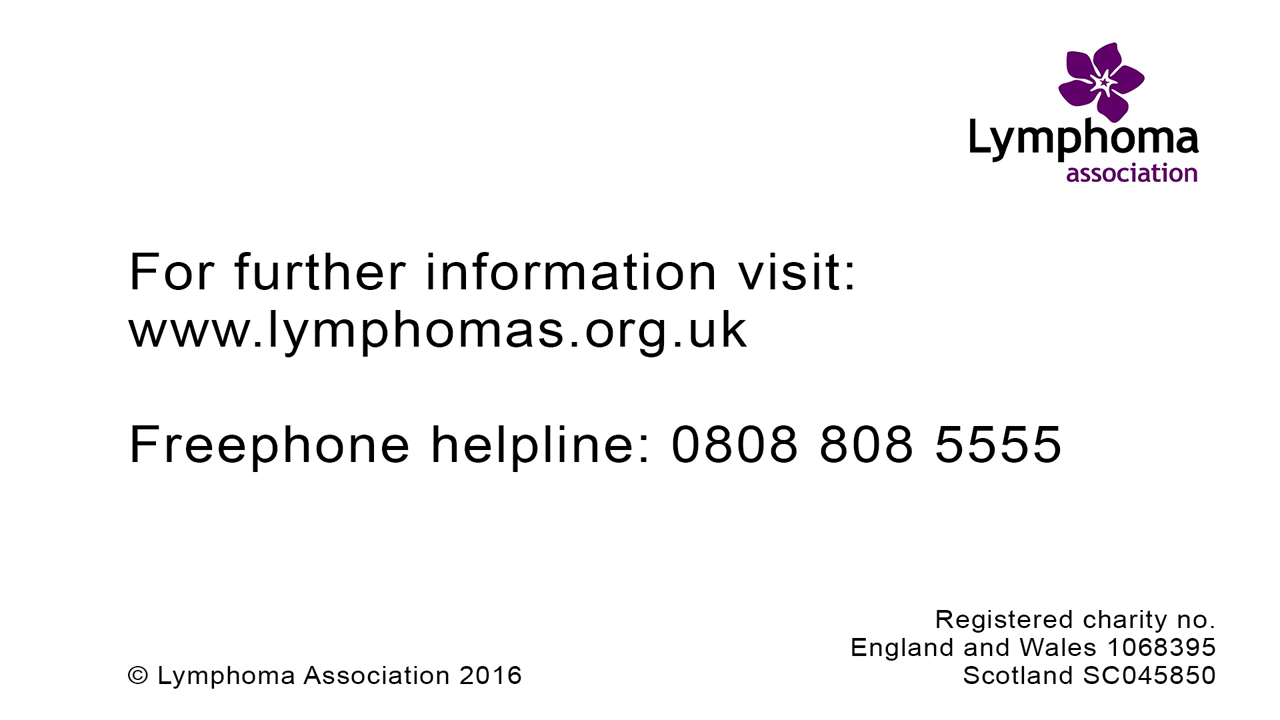 Lymphoma
association
For further information visit:
www.lymphomas.org.uk
Freephone helpline: 0808 808 5555
Registered charity no.
England and Wales 1068395
© Lymphoma Association 2016
Scotland SC045850